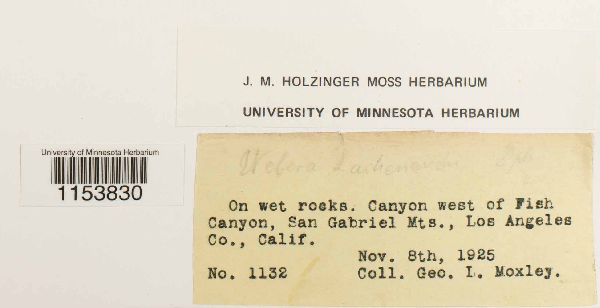 J. M. HOLZINGER MOSS HERBARIUM
UNIVERSITY OF MINNESOTA HERBARIUM
University of Minnesota Herbarium
1153830
Webera
On wet rocks. Canyon west of Fish
Canyon, San Gabriel Mts., Los Angeles
Co., Calif.
Nov. 8th, 1925
No. 1132 Coll. Geo. L. Moxley.